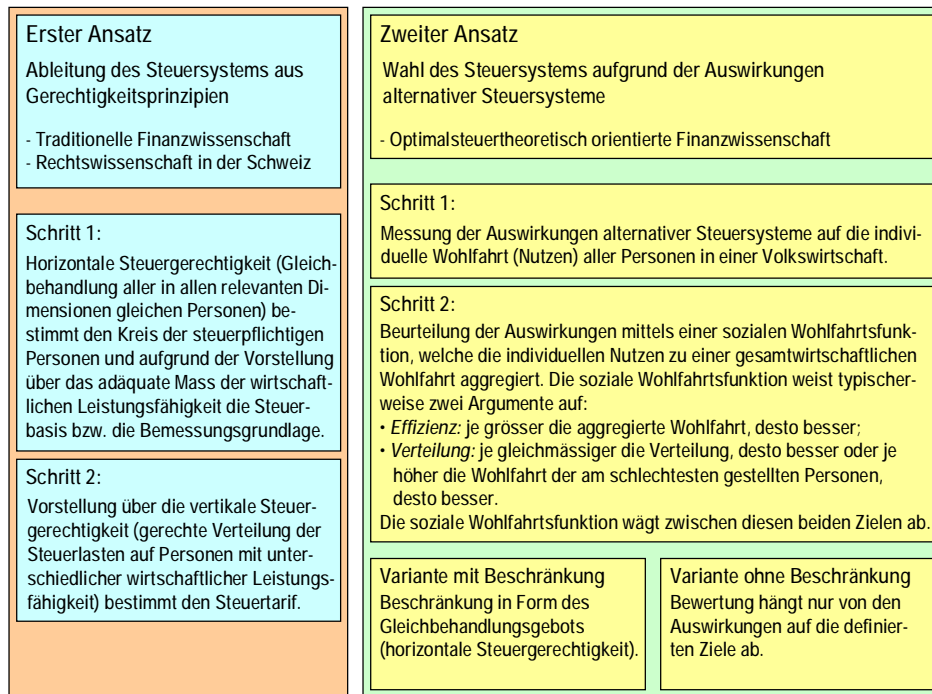 Erster Ansatz
Ableitung des Steuersystems aus
Gerechtigkeitsprinzipien
- Traditionelle Finanzwissenschaft
- Rechtswissenschaft in der Schweiz
Schritt 1:
Horizontale Steuergerechtigkeit (Gleich-
behandlung aller in allen relevanten Di-
mensionen gleichen Personen) be-
stimmt den Kreis der steuerpflichtigen
Personen und aufgrund der Vorstellung
über das adäquate Mass der wirtschaft-
lichen Leistungsfähigkeit die Steuer-
basis bzw. die Bemessungsgrundlage.
Schritt 2:
Vorstellung über die vertikale Steuer-
gerechtigkeit (gerechte Verteilung der
Steuerlasten auf Personen mit unter-
schiedlicher wirtschaftlicher Leistungs-
fähigkeit) bestimmt den Steuertarif.
Zweiter Ansatz
Wahl des Steuersystems aufgrund der Auswirkungen
alternativer Steuersysteme
- Optimalsteuertheoretisch orientierte Finanzwissenschaft
Schritt 1:
Messung der Auswirkungen alternativer Steuersysteme auf die indivi-
duelle Wohlfahrt (Nutzen) aller Personen in einer Volkswirtschaft.
Schritt 2:
Beurteilung der Auswirkungen mittels einer sozialen Wohlfahrtsfunk-
tion, welche die individuellen Nutzen zu einer gesamtwirtschaftlichen
Wohlfahrt aggregiert. Die soziale Wohlfahrtsfunktion weist typischer-
weise zwei Argumente auf:
• Effizienz: je grösser die aggregierte Wohlfahrt, desto besser;
• Verteilung: je gleichmässiger die Verteilung, desto besser oder je
höher die Wohlfahrt der am schlechtesten gestellten Personen,
desto besser.
Die soziale Wohlfahrtsfunktion wägt zwischen diesen beiden Zielen ab.
Variante mit Beschränkung
Beschränkung in Form des
Gleichbehandlungsgebots
(horizontale Steuergerechtigkeit).
Variante ohne Beschränkung
Bewertung hängt nur von den
Auswirkungen auf die definier-
ten Ziele ab.